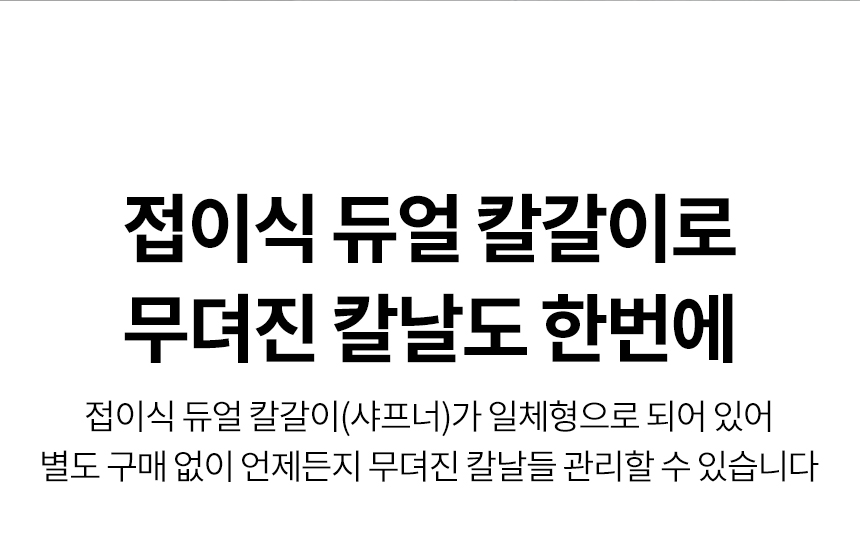 접이식 듀얼 칼갈이로
무뎌진 칼날도 한번에
접이식 듀얼 칼갈이(샤프너)가 일체형으로 되어 있어
별도 구매 없이 언제든지 무뎌진 칼날들 관리할 수 있습니다